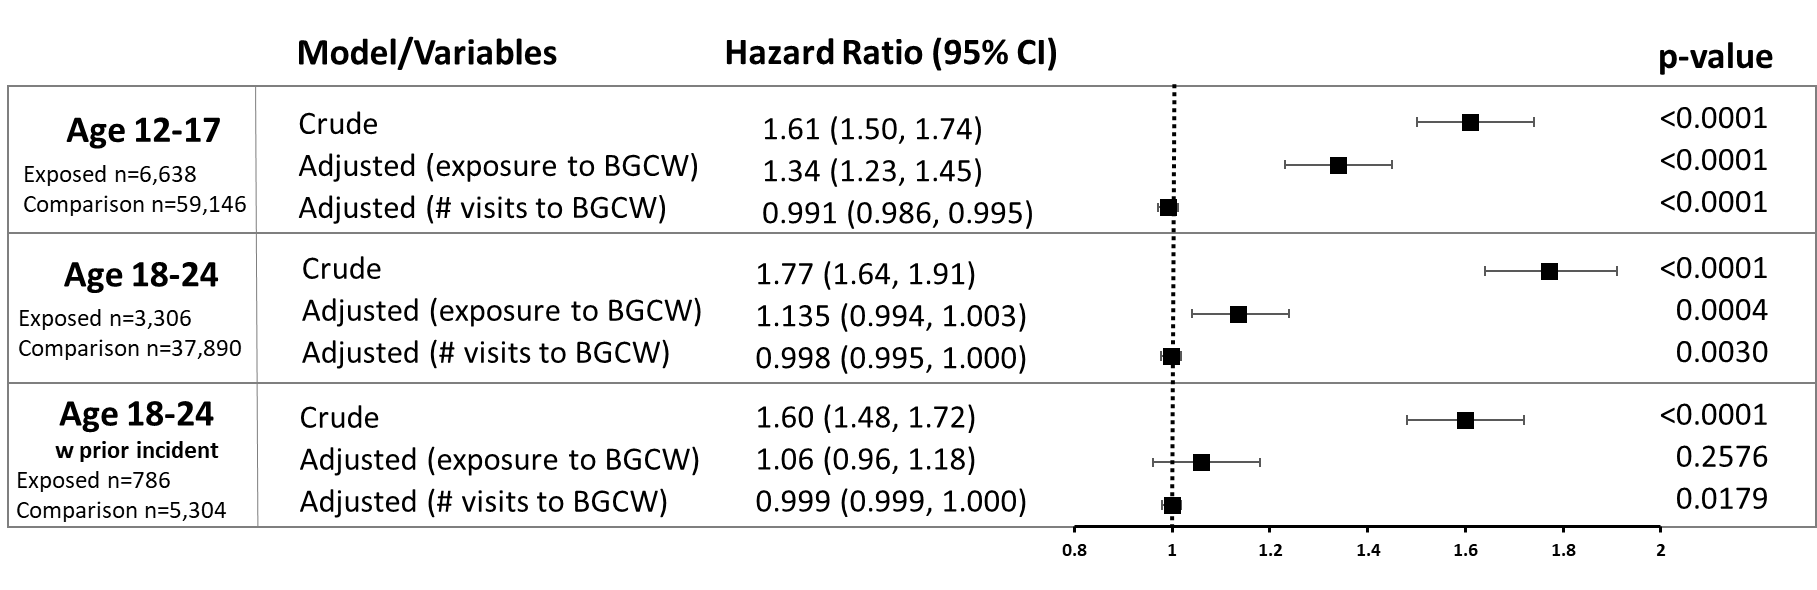 Model/Variables Hazard Ratio (95% CI) p-value
Age 12-17
Exposed n=6,638
Comparison n=59,146
Crude 1.61 (1.50, 1.74) <0.0001
Adjusted (exposure to BGCW) 1.34 (1.23, 1.45) <0.0001
Adjusted (# visits to BGCW) 0.991 (0.986, 0.995) <0.0001
Age 18-24
Exposed n=3,306
Comparison n=37,890
Crude 1.77 (1.64, 1.91) <0.0001
Adjusted (exposure to BGCW) 1.135 (0.994, 1.003) 0.0004
Adjusted (# visits to BGCW) 0.998 (0.995, 1.000) 0.0030
Age 18-24
w prior incident
Exposed n=786
Comparison n=5,304
Crude 1.60 (1.48, 1.72) <0.0001
Adjusted (exposure to BGCW) 1.06 (0.96, 1.18) 0.2576
Adjusted (# visits to BGCW) 0.999 (0.999, 1.000) 0.0179
0.8 1 1.2 1.4 1.6 1.8 2